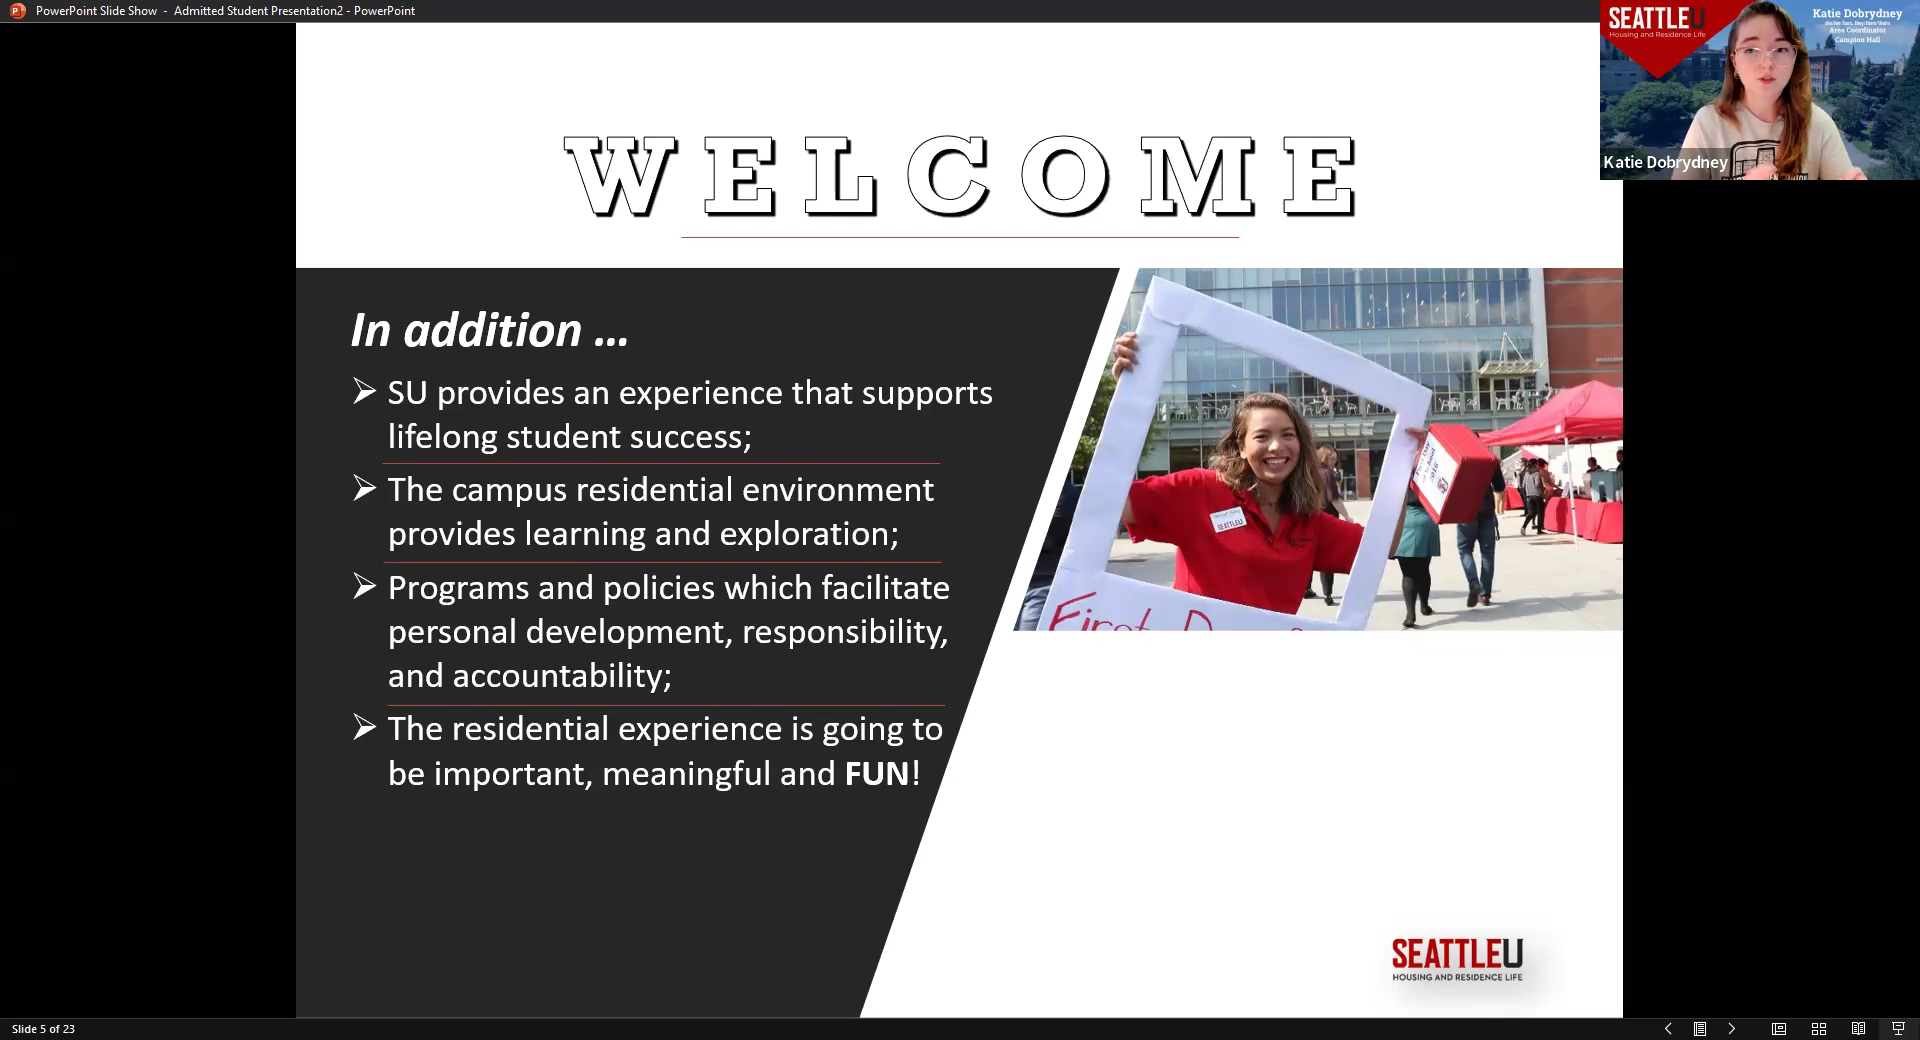 PowerPoint Slide Show - Admitted Student Presentation2 - PowerPoint
SEATTLEU
Housing and Residence Life
Katie Dobrydney
Area Coordinator
Campion Hall
Katie Dobrydney
WELCOME
In addition ...
➢ SU provides an experience that supports
lifelong student success;
➢ The campus residential environment
provides learning and exploration;
➢ Programs and policies which facilitate
personal development, responsibility,
and accountability;
➢ The residential experience is going to
be important, meaningful and FUN!
SEATTLEU
First D
SEATTLEU
HOUSING AND RESIDENCE LIFE
Slide 5 of 23